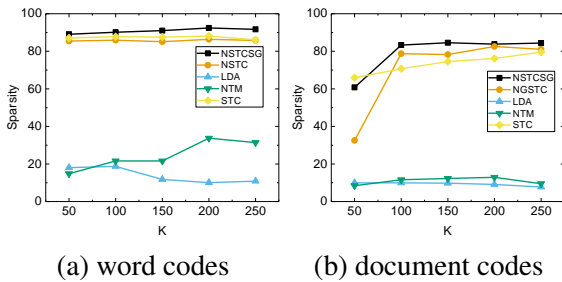 100
80
60
40
20
0
Sparsity
NSTCSG
NSTC
LDA
NTM
STC
50 100 150 200 250
K
(a) word codes
100
80
60
40
20
0
Sparsity
NSTCSG
NGSTC
LDA
NTM
STC
50 100 150 200 250
K
(b) document codes